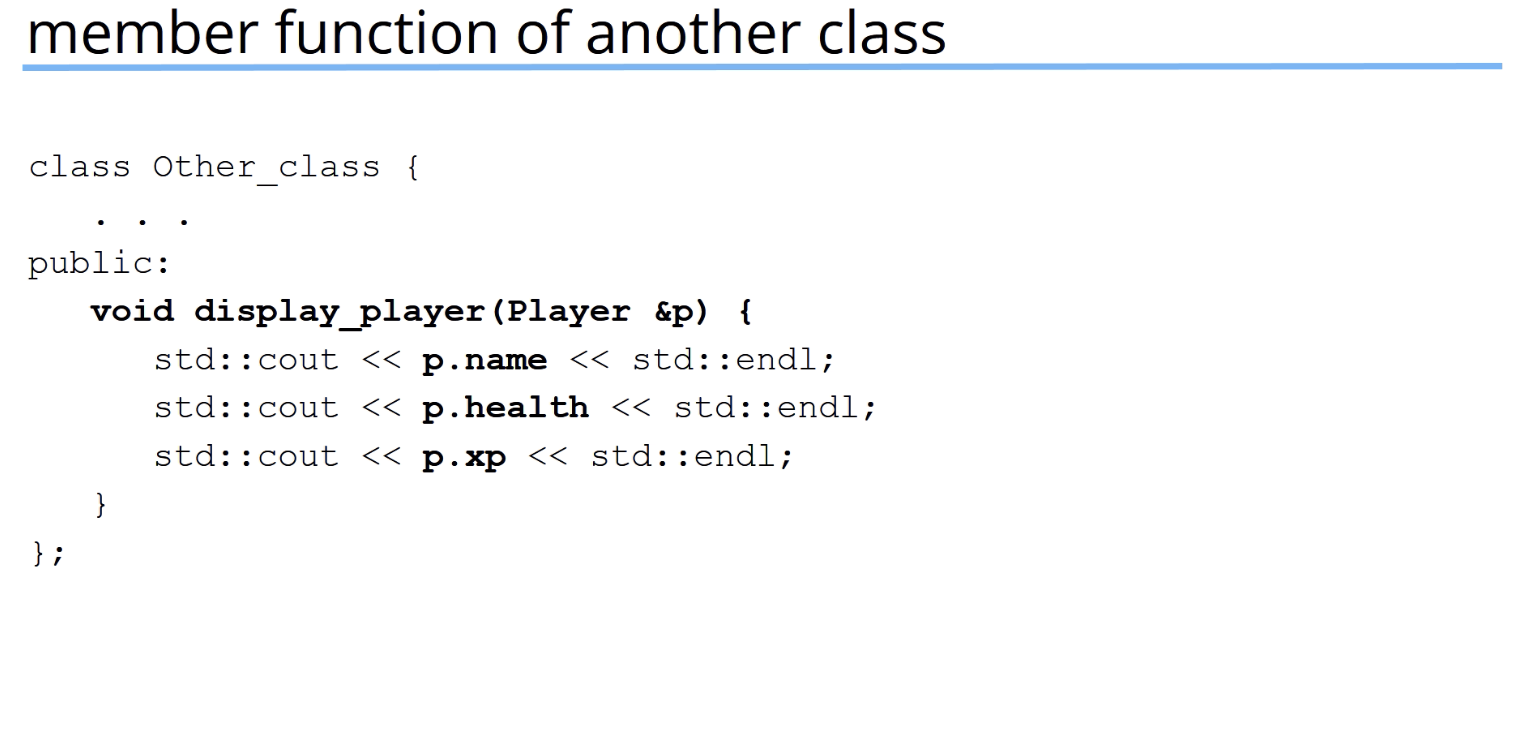 member function of another class
class Other_class {
. . .
public:
void display_player(Player &p) {
std::cout << p.name << std::endl;
std::cout << p.health << std::endl;
std::cout << p.xp << std::endl;
}
};